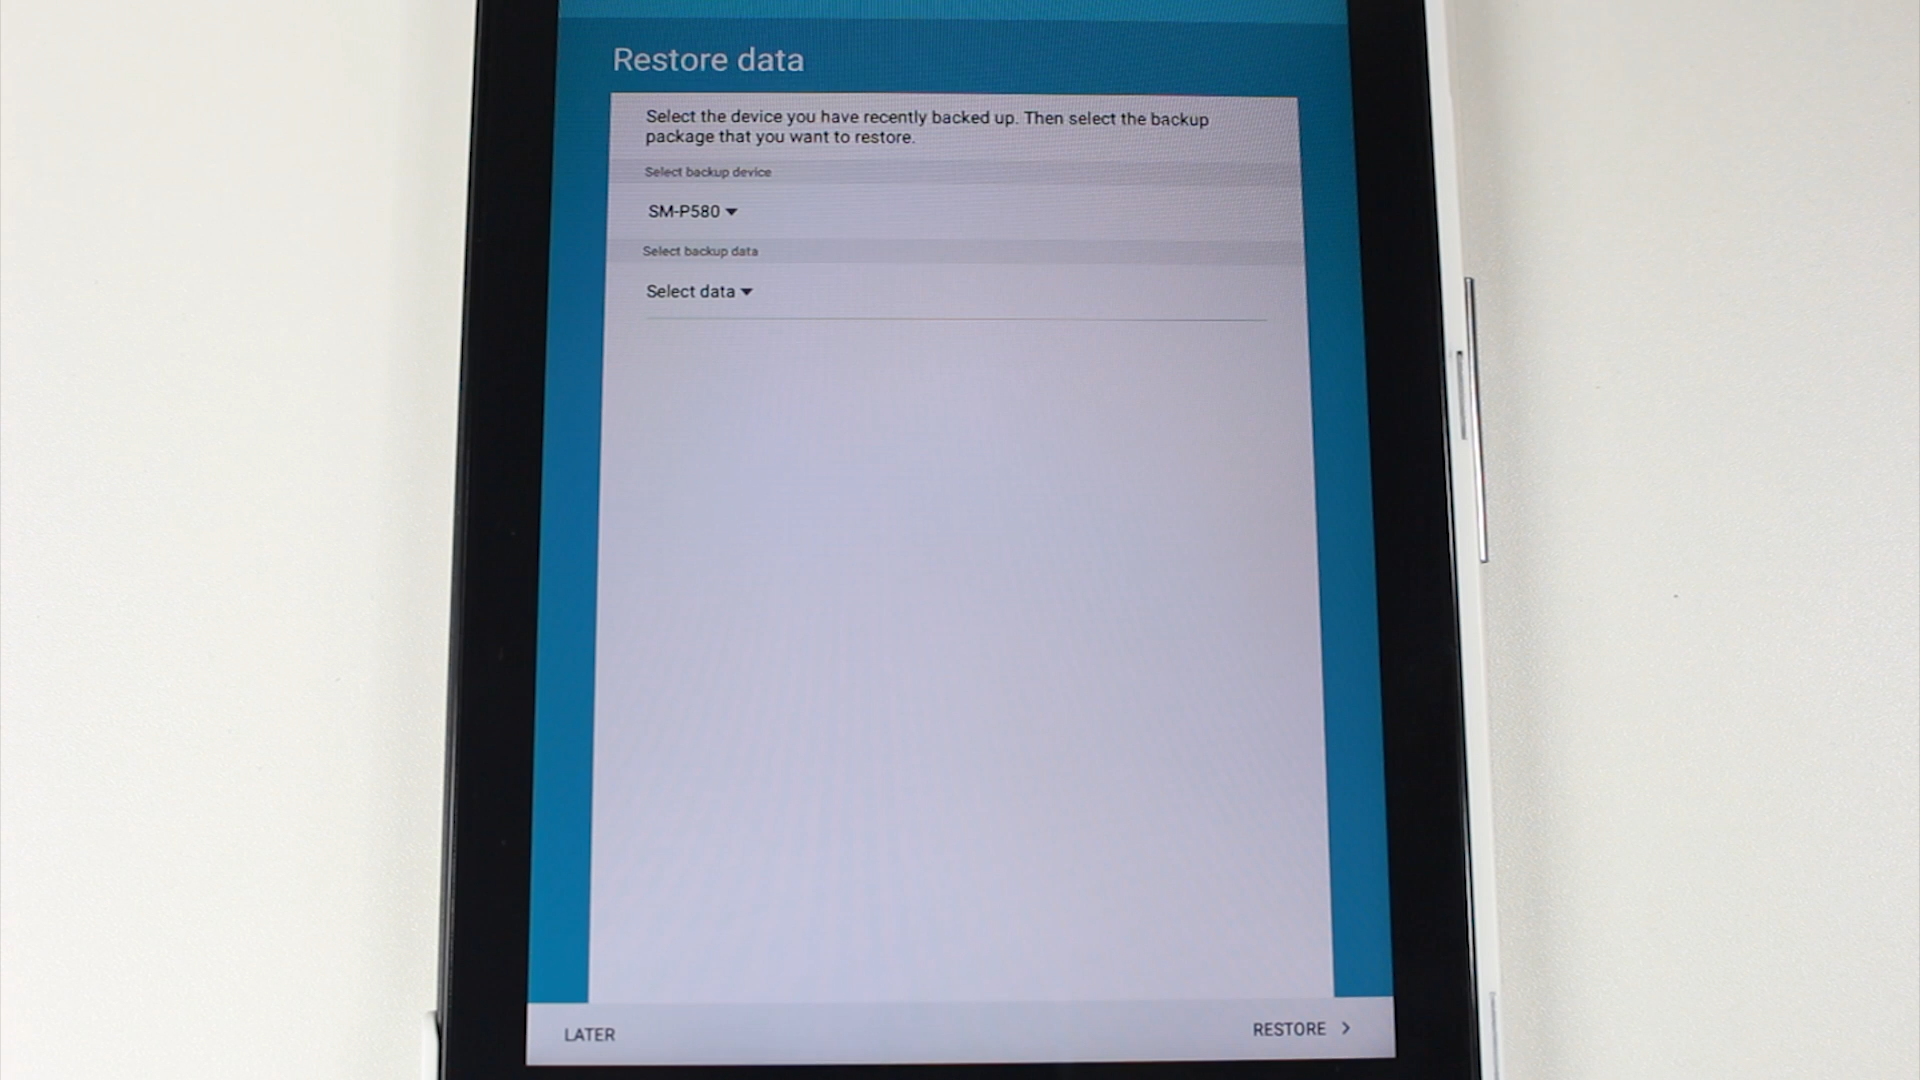 Restore data
Select the device you have recently backed up. Then select the backup
package that you want to restore.
Select backup device
SM-P580
Select backup data
Select data
LATER
RESTORE